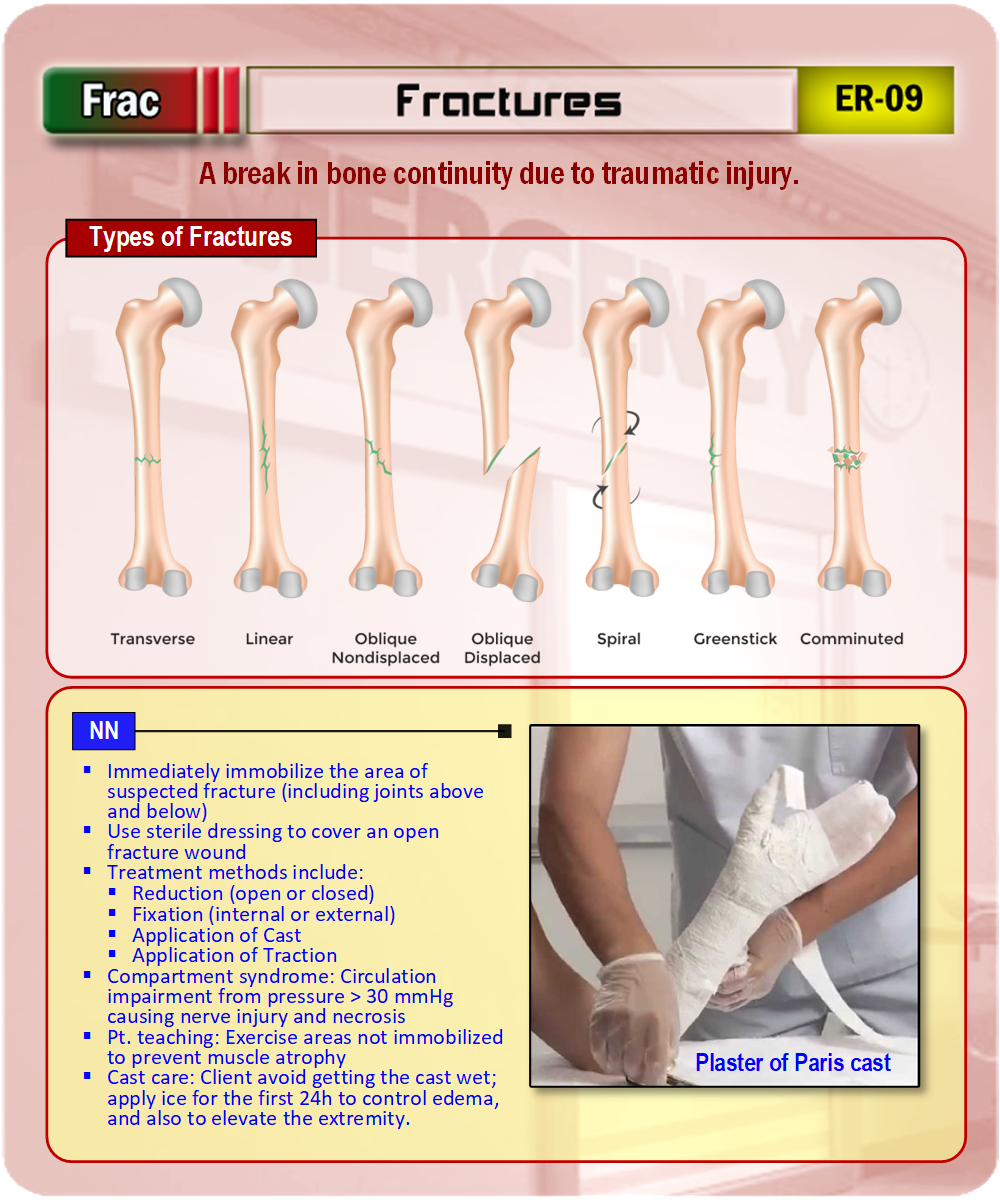 Frac
Fractures
ER-09
A break in bone continuity due to traumatic injury.
EMERGENCY
Types of Fractures
Transverse
Linear
Oblique
Nondisplaced
Oblique
Displaced
Spiral
Greenstick
Comminuted
NN
▪ Immediately immobilize the area of
suspected fracture (including joints above
and below)
▪ Use sterile dressing to cover an open
fracture wound
▪ Treatment methods include:
▪ Reduction (open or closed)
▪ Fixation (internal or external)
▪ Application of Cast
▪ Application of Traction
▪ Compartment syndrome: Circulation
impairment from pressure > 30 mmHg
causing nerve injury and necrosis
▪ Pt. teaching: Exercise areas not immobilized
to prevent muscle atrophy
▪ Cast care: Client avoid getting the cast wet;
apply ice for the first 24h to control edema,
and also to elevate the extremity.
Plaster of Paris cast